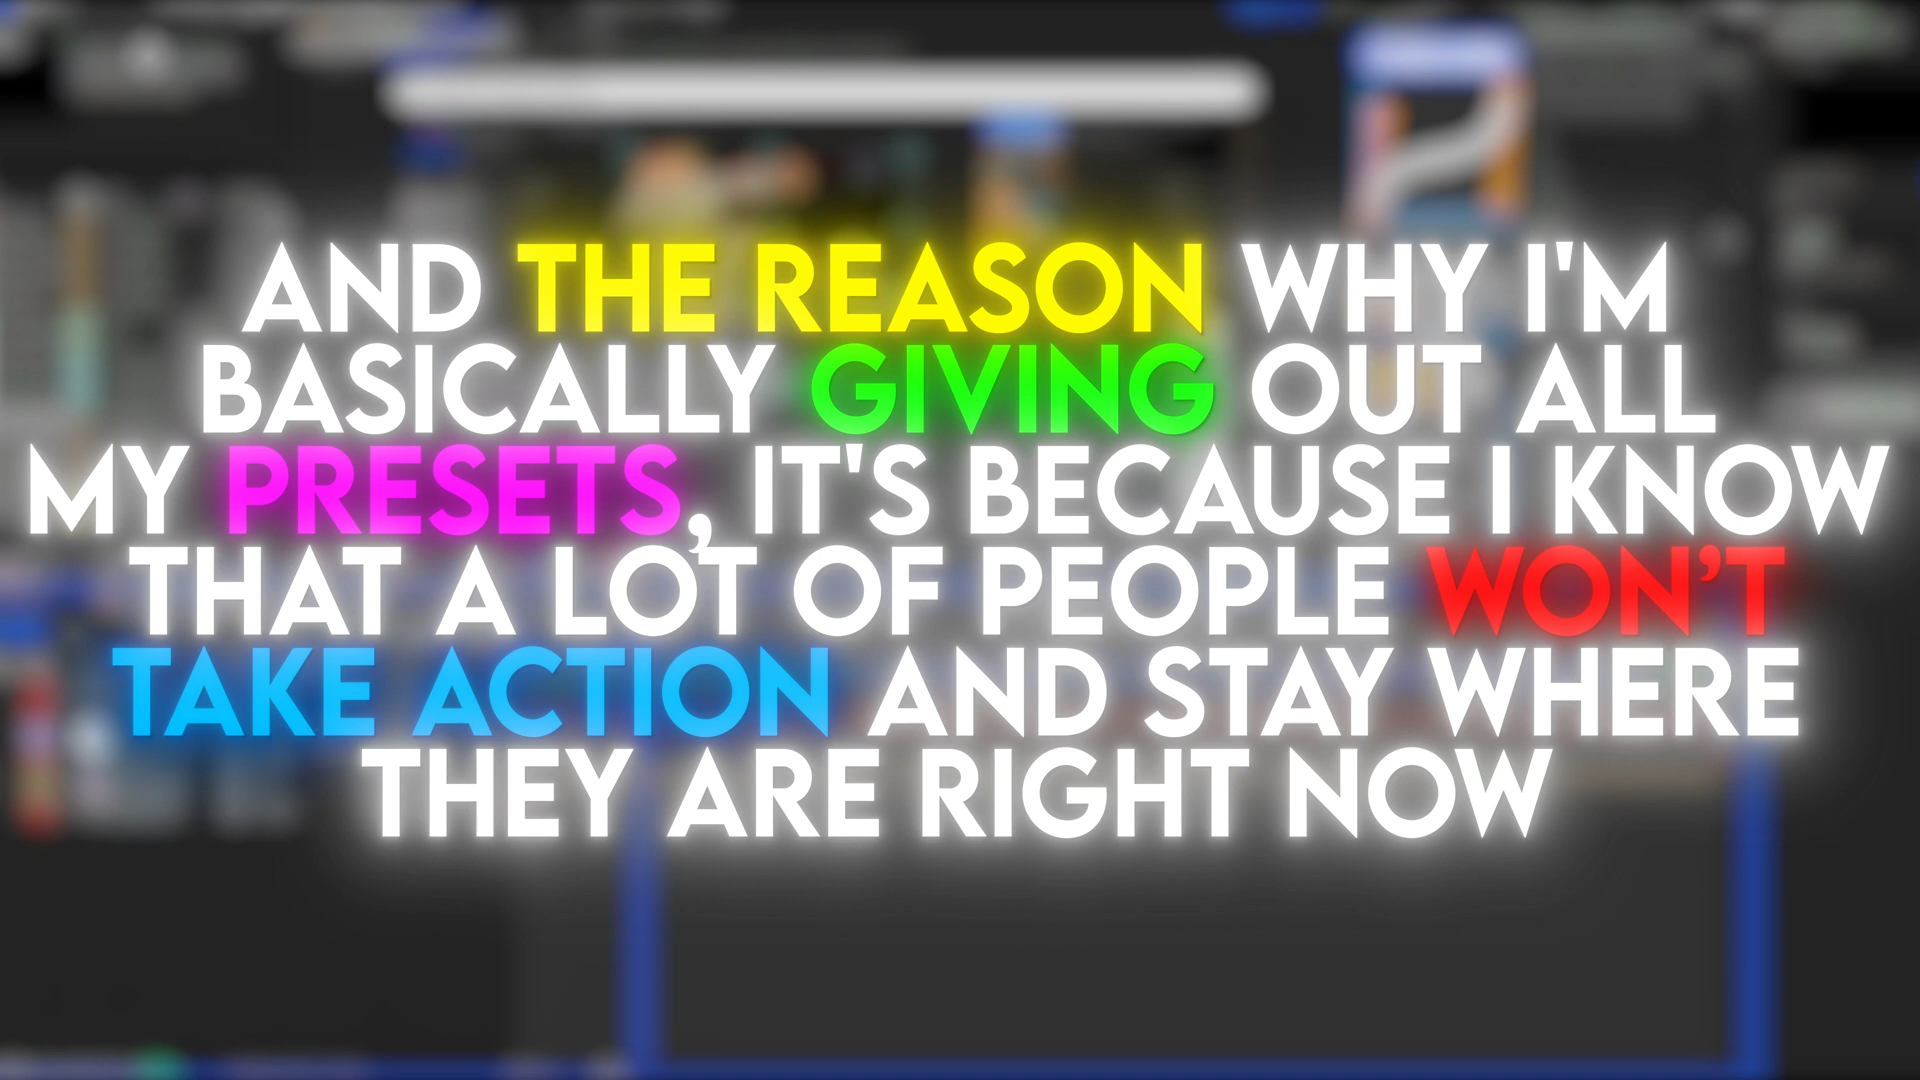 AND THE REASON WHY I'M
BASICALLY GIVING OUT ALL
MY PRESETS, IT'S BECAUSE I KNOW
THAT A LOT OF PEOPLE WON’T
TAKE ACTION AND STAY WHERE
THEY ARE RIGHT NOW